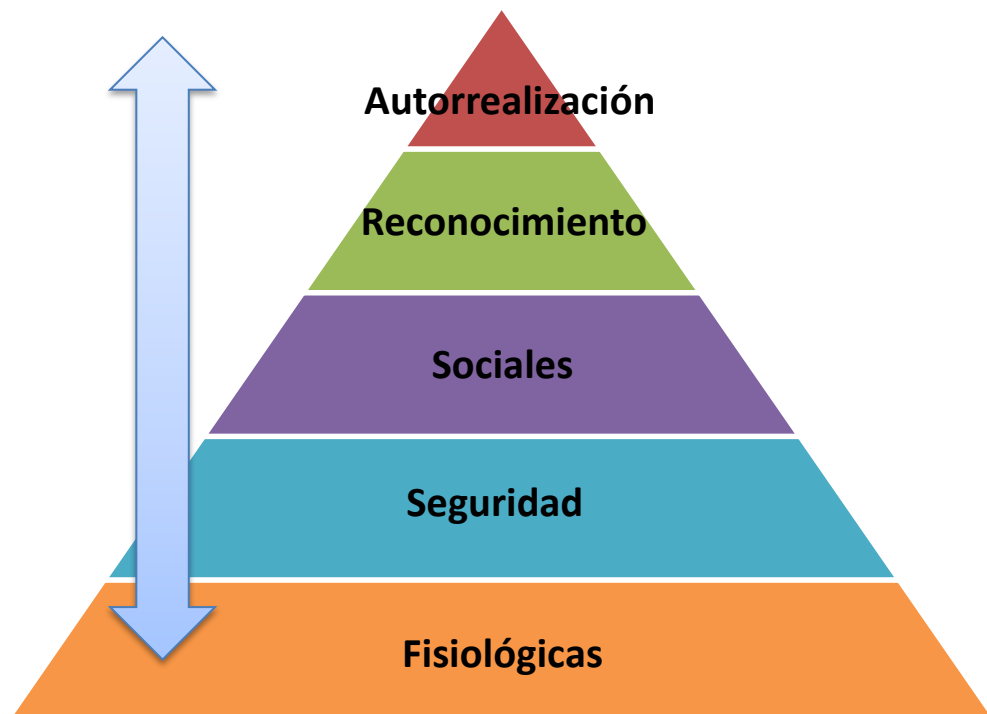 Autorrealización
Reconocimiento
Sociales
Seguridad
Fisiológicas